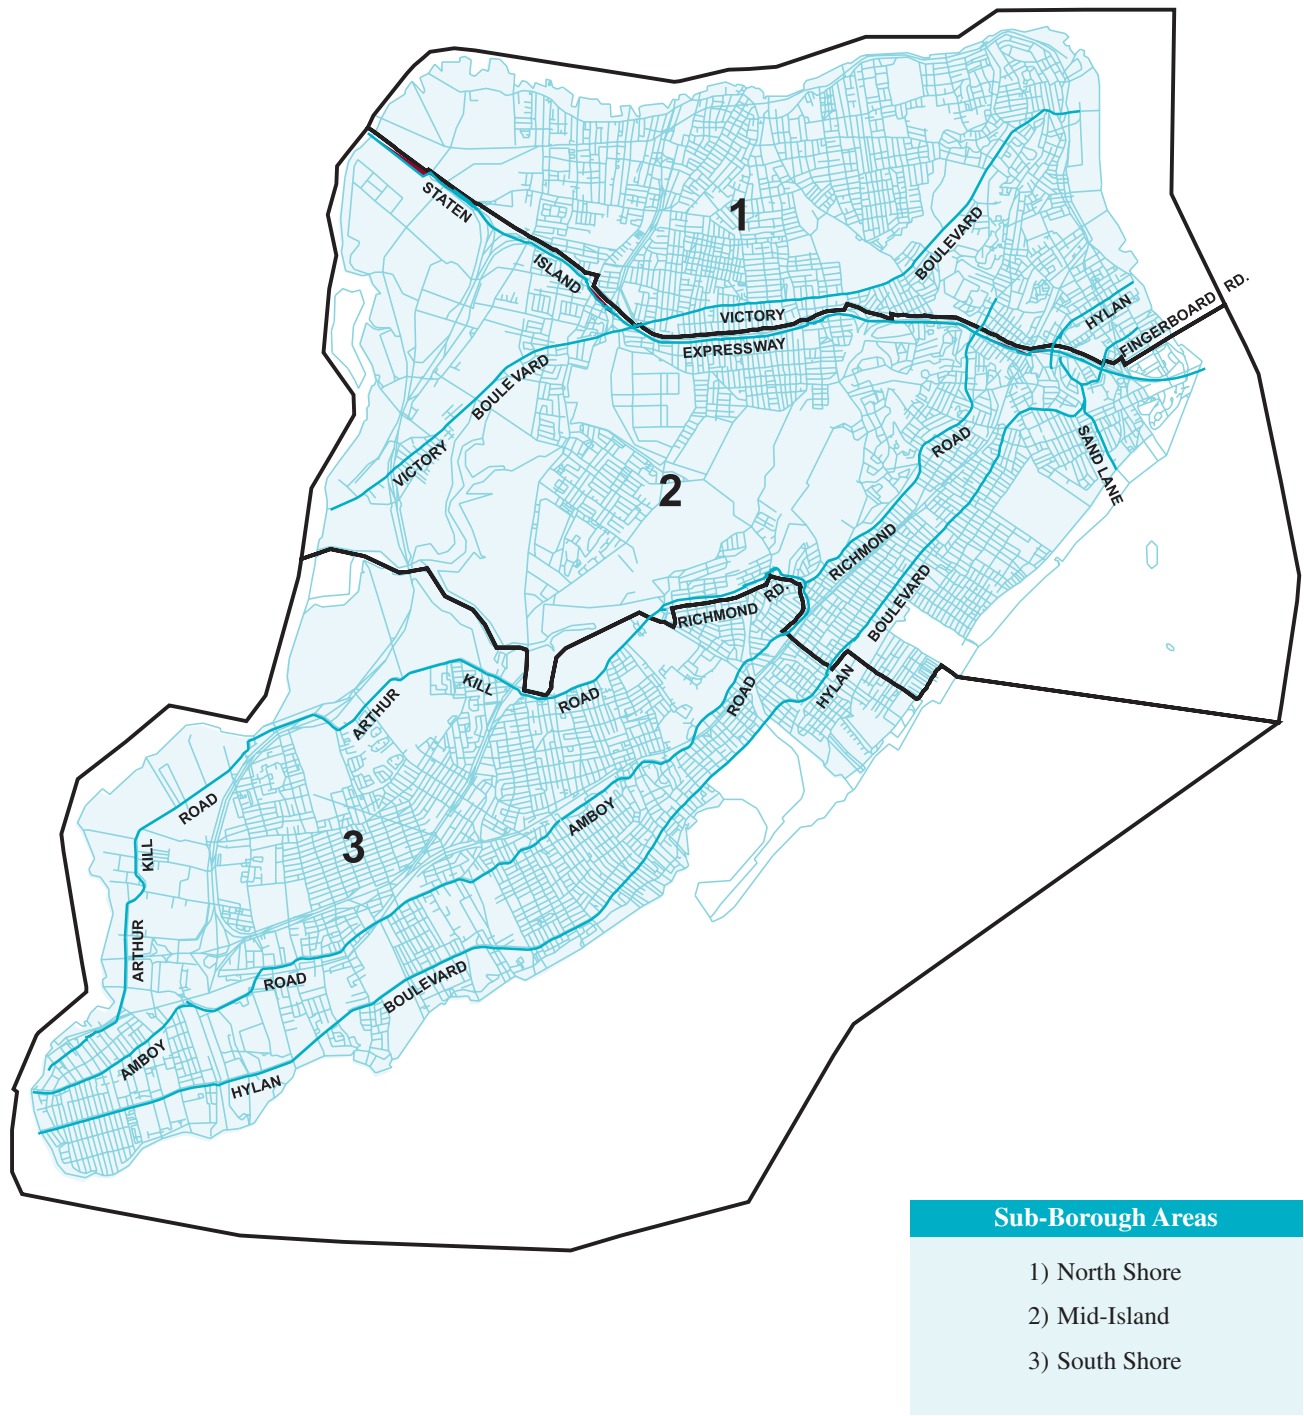 1
STATEN
ISLAND
BOULEVARD
VICTORY
EXPRESSWAY
HYLAN
FINGERBOARD RD.
BOULEVARD
VICTORY
ROAD
SAND LANE
2
RICHMOND
BOULEVARD
RICHMOND RD.
HYLAN
ROAD
KILL
ROAD
ARTHUR
ROAD
KILL
ARTHUR
3
AMBOY
ROAD
BOULEVARD
AMBOY
HYLAN
Sub-Borough Areas
1) North Shore
2) Mid-Island
3) South Shore